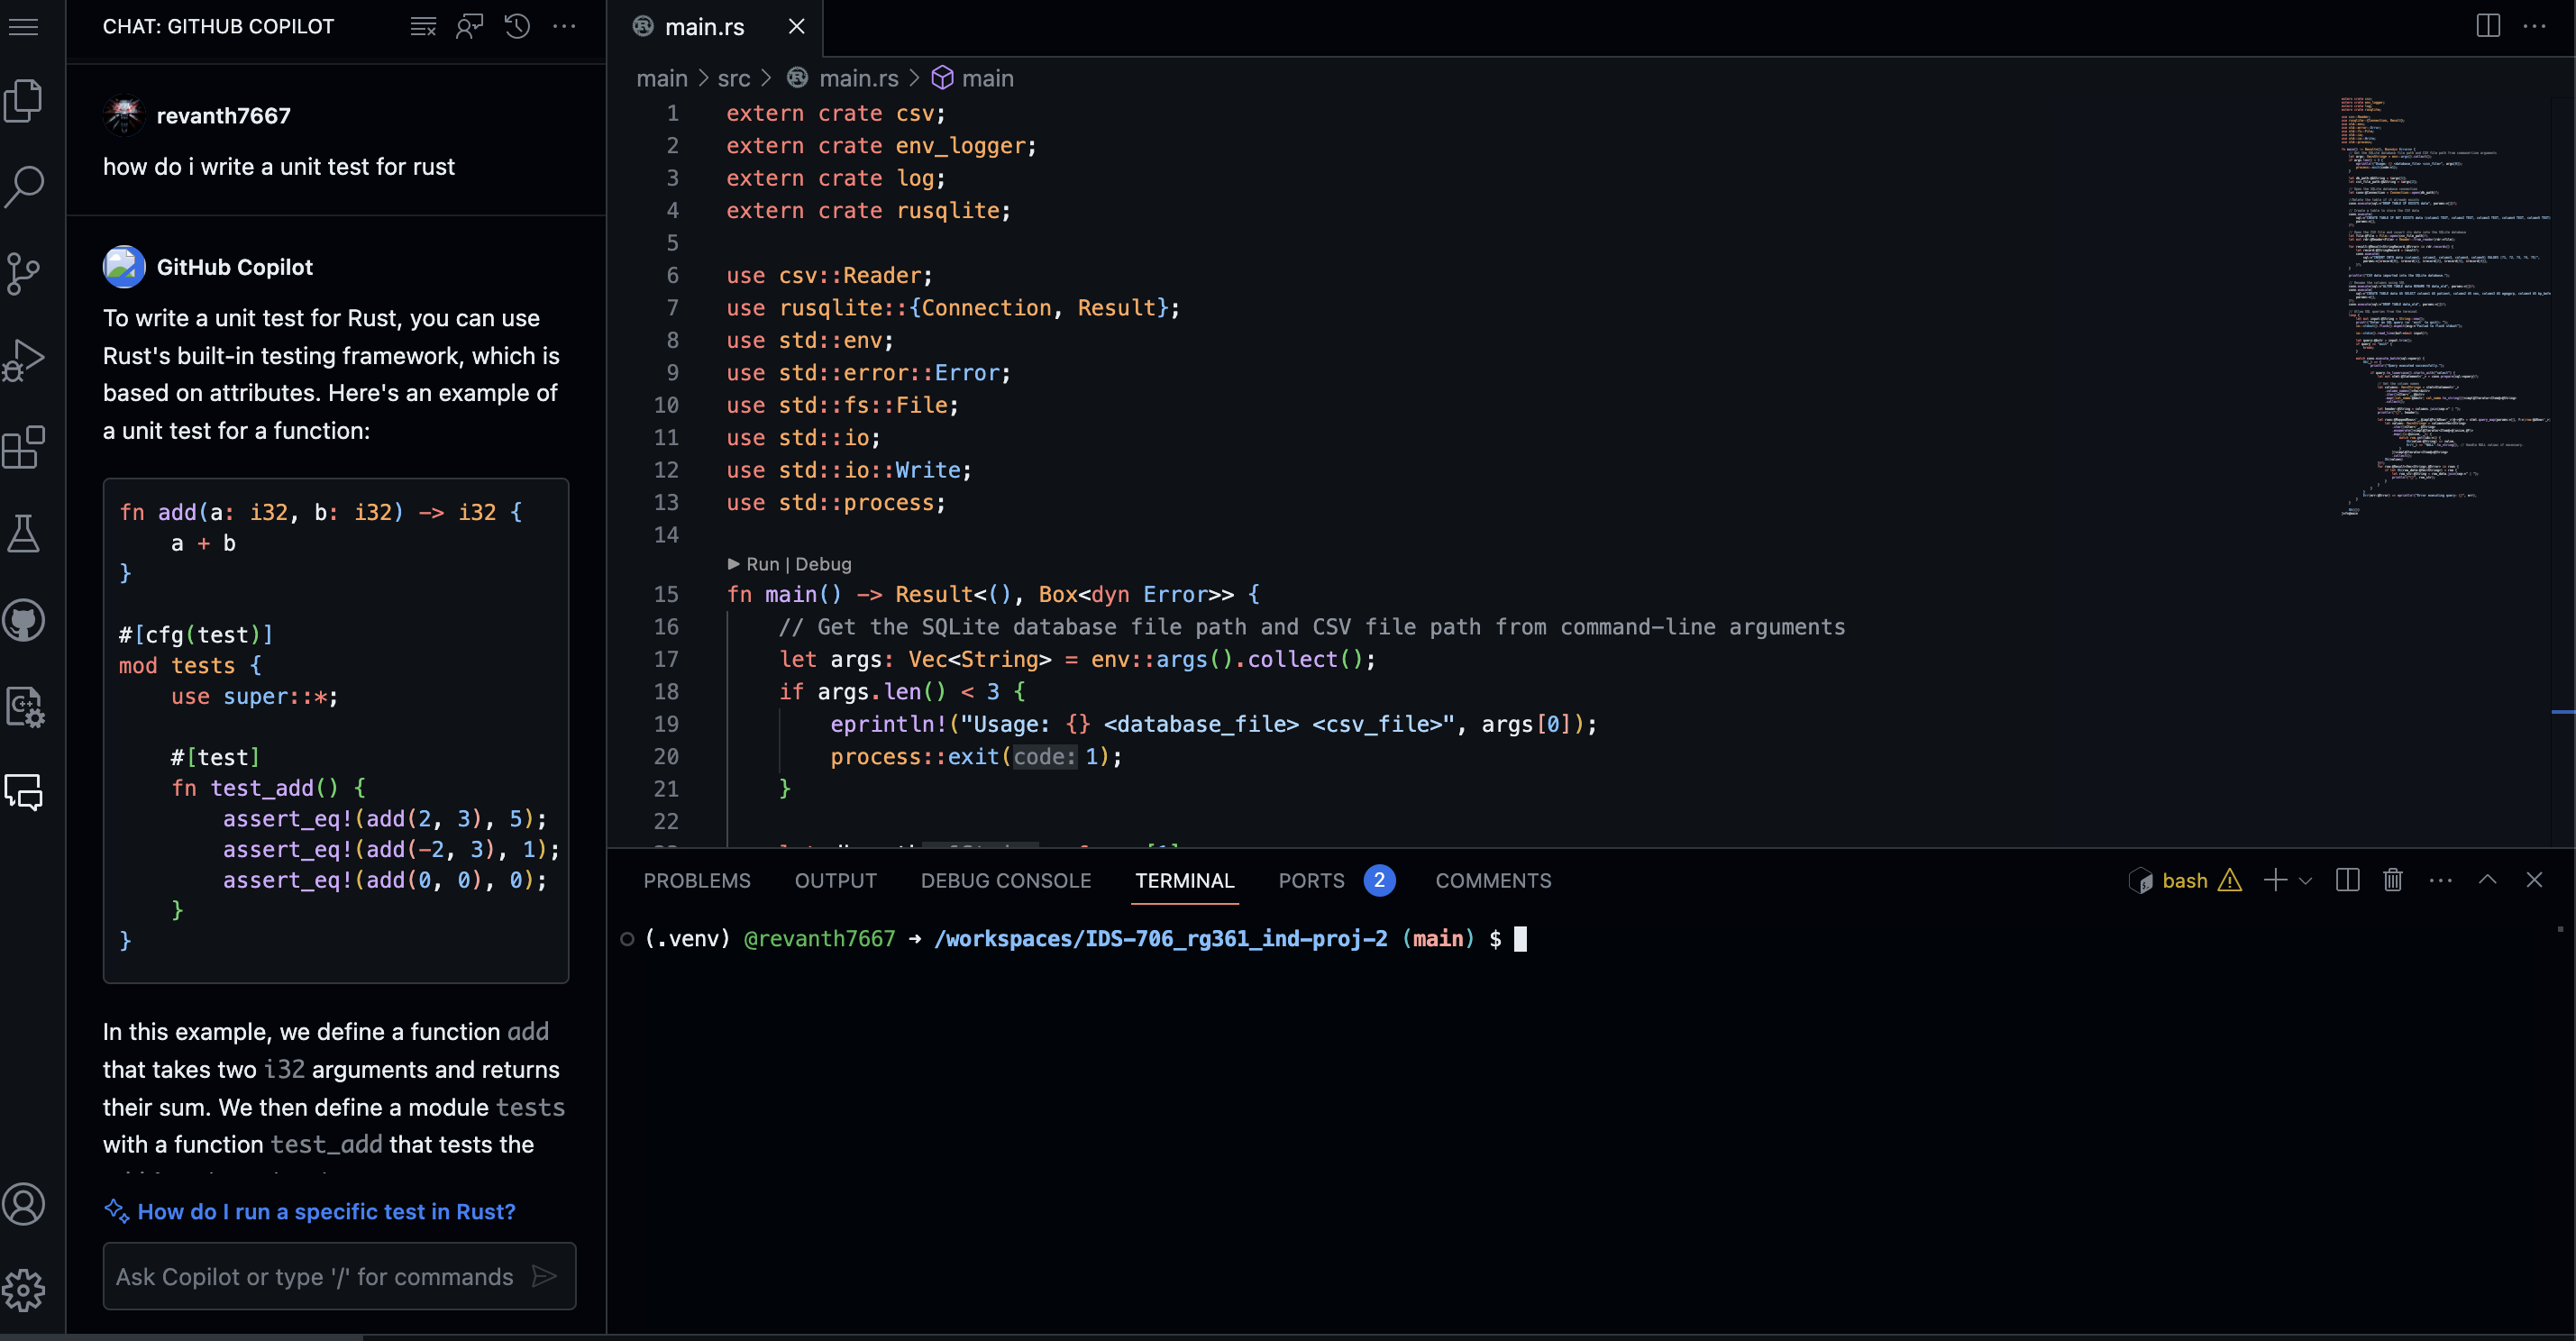 CHAT: GITHUB COPILOT
revanth7667
how do i write a unit test for rust
GitHub Copilot
To write a unit test for Rust, you can use
Rust's built-in testing framework, which is
based on attributes. Here's an example of
a unit test for a function:
fn add(a: i32, b: i32) -> i32 {
    a + b
}
#[cfg(test)]
mod tests {
    use super::*;
    #[test]
    fn test_add() {
        assert_eq!(add(2, 3), 5);
        assert_eq!(add(-2, 3), 1);
        assert_eq!(add(0, 0), 0);
    }
}
In this example, we define a function add
that takes two i32 arguments and returns
their sum. We then define a module tests
with a function test_add that tests the
How do I run a specific test in Rust?
Ask Copilot or type '/' for commands
main.rs
main > src > main.rs > main
1 extern crate csv;
2 extern crate env_logger;
3 extern crate log;
4 extern crate rusqlite;
5
6 use csv::Reader;
7 use rusqlite::{Connection, Result};
8 use std::env;
9 use std::error::Error;
10 use std::fs::File;
11 use std::io;
12 use std::io::Write;
13 use std::process;
14
Run | Debug
15 fn main() -> Result<(), Box<dyn Error>> {
16     // Get the SQLite database file path and CSV file path from command-line arguments
17     let args: Vec<String> = env::args().collect();
18     if args.len() < 3 {
19         eprintln!("Usage: {} <database_file> <csv_file>", args[0]);
20         process::exit(code: 1);
21     }
22
PROBLEMS OUTPUT DEBUG CONSOLE TERMINAL PORTS 2 COMMENTS
bash
(.venv) @revanth7667 → /workspaces/IDS-706_rg361_ind-proj-2 (main) $